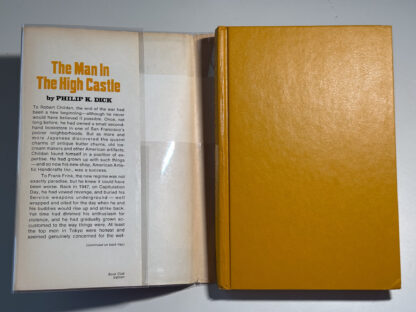 The Man In
The High Castle
by PHILIP K. DICK
To Robert Childan, the end of the war had
been a new beginning—although he never
would have believed it possible. Once, not
long before, he had owned a small second-
hand bookstore in one of San Francisco's
poorer neighborhoods. But as more and
more Japanese discovered the quaint
charms of antique butter churns, old ice-
cream makers and other American artifacts,
Childan found himself in a position of ex-
pertise. He had grown up with such things
—and so now his new shop, American Artis-
tic Handcrafts Inc., was a success.
To Frank Frink, the new regime was not
exactly paradise, but he knew it could have
been worse. Back in 1947, on Capitulation
Day, he had vowed revenge, and buried his
Service weapons underground—well
wrapped and oiled for the day when he and
his buddies would rise up and strike back.
Yet time had dimmed his enthusiasm for
violence, and he had gradually grown ac-
customed to the way things were. At least
the top men in Tokyo were honest and
seemed genuinely concerned for the wel-
(continued on back flap)
Book Club
Edition